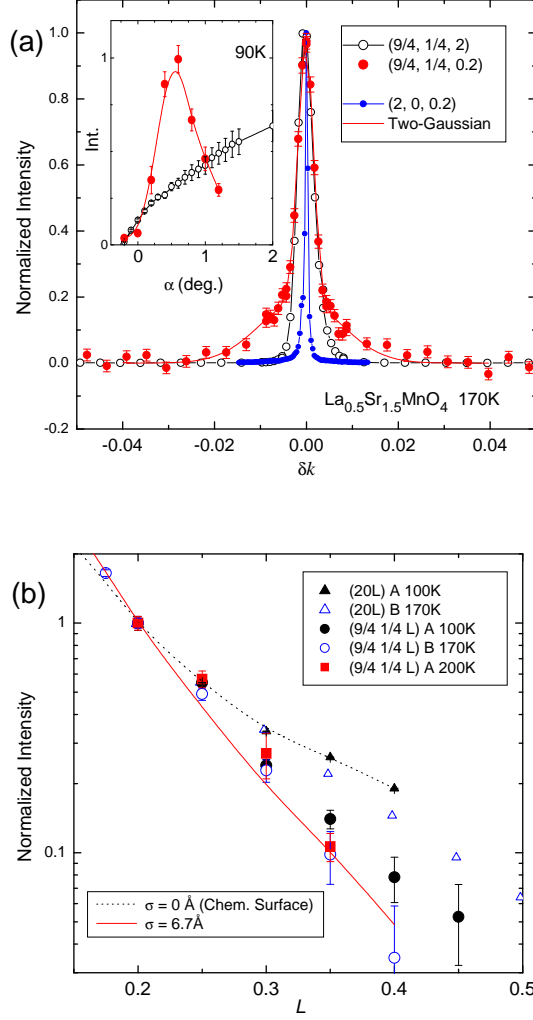 (a)
90K
Int.
1
0
0
1
2
α (deg.)
(9/4, 1/4, 2)
(9/4, 1/4, 0.2)
(2, 0, 0.2)
Two-Gaussian
Normalized Intensity
1.0
0.8
0.6
0.4
0.2
0.0
-0.2
La0.5Sr1.5MnO4 170K
-0.04 -0.02 0.00 0.02 0.04
δk
(b)
(20L) A 100K
(20L) B 170K
(9/4 1/4 L) A 100K
(9/4 1/4 L) B 170K
(9/4 1/4 L) A 200K
Normalized Intensity
1
0.1
σ = 0 Å (Chem. Surface)
σ = 6.7Å
0.2 0.3 0.4 0.5
L